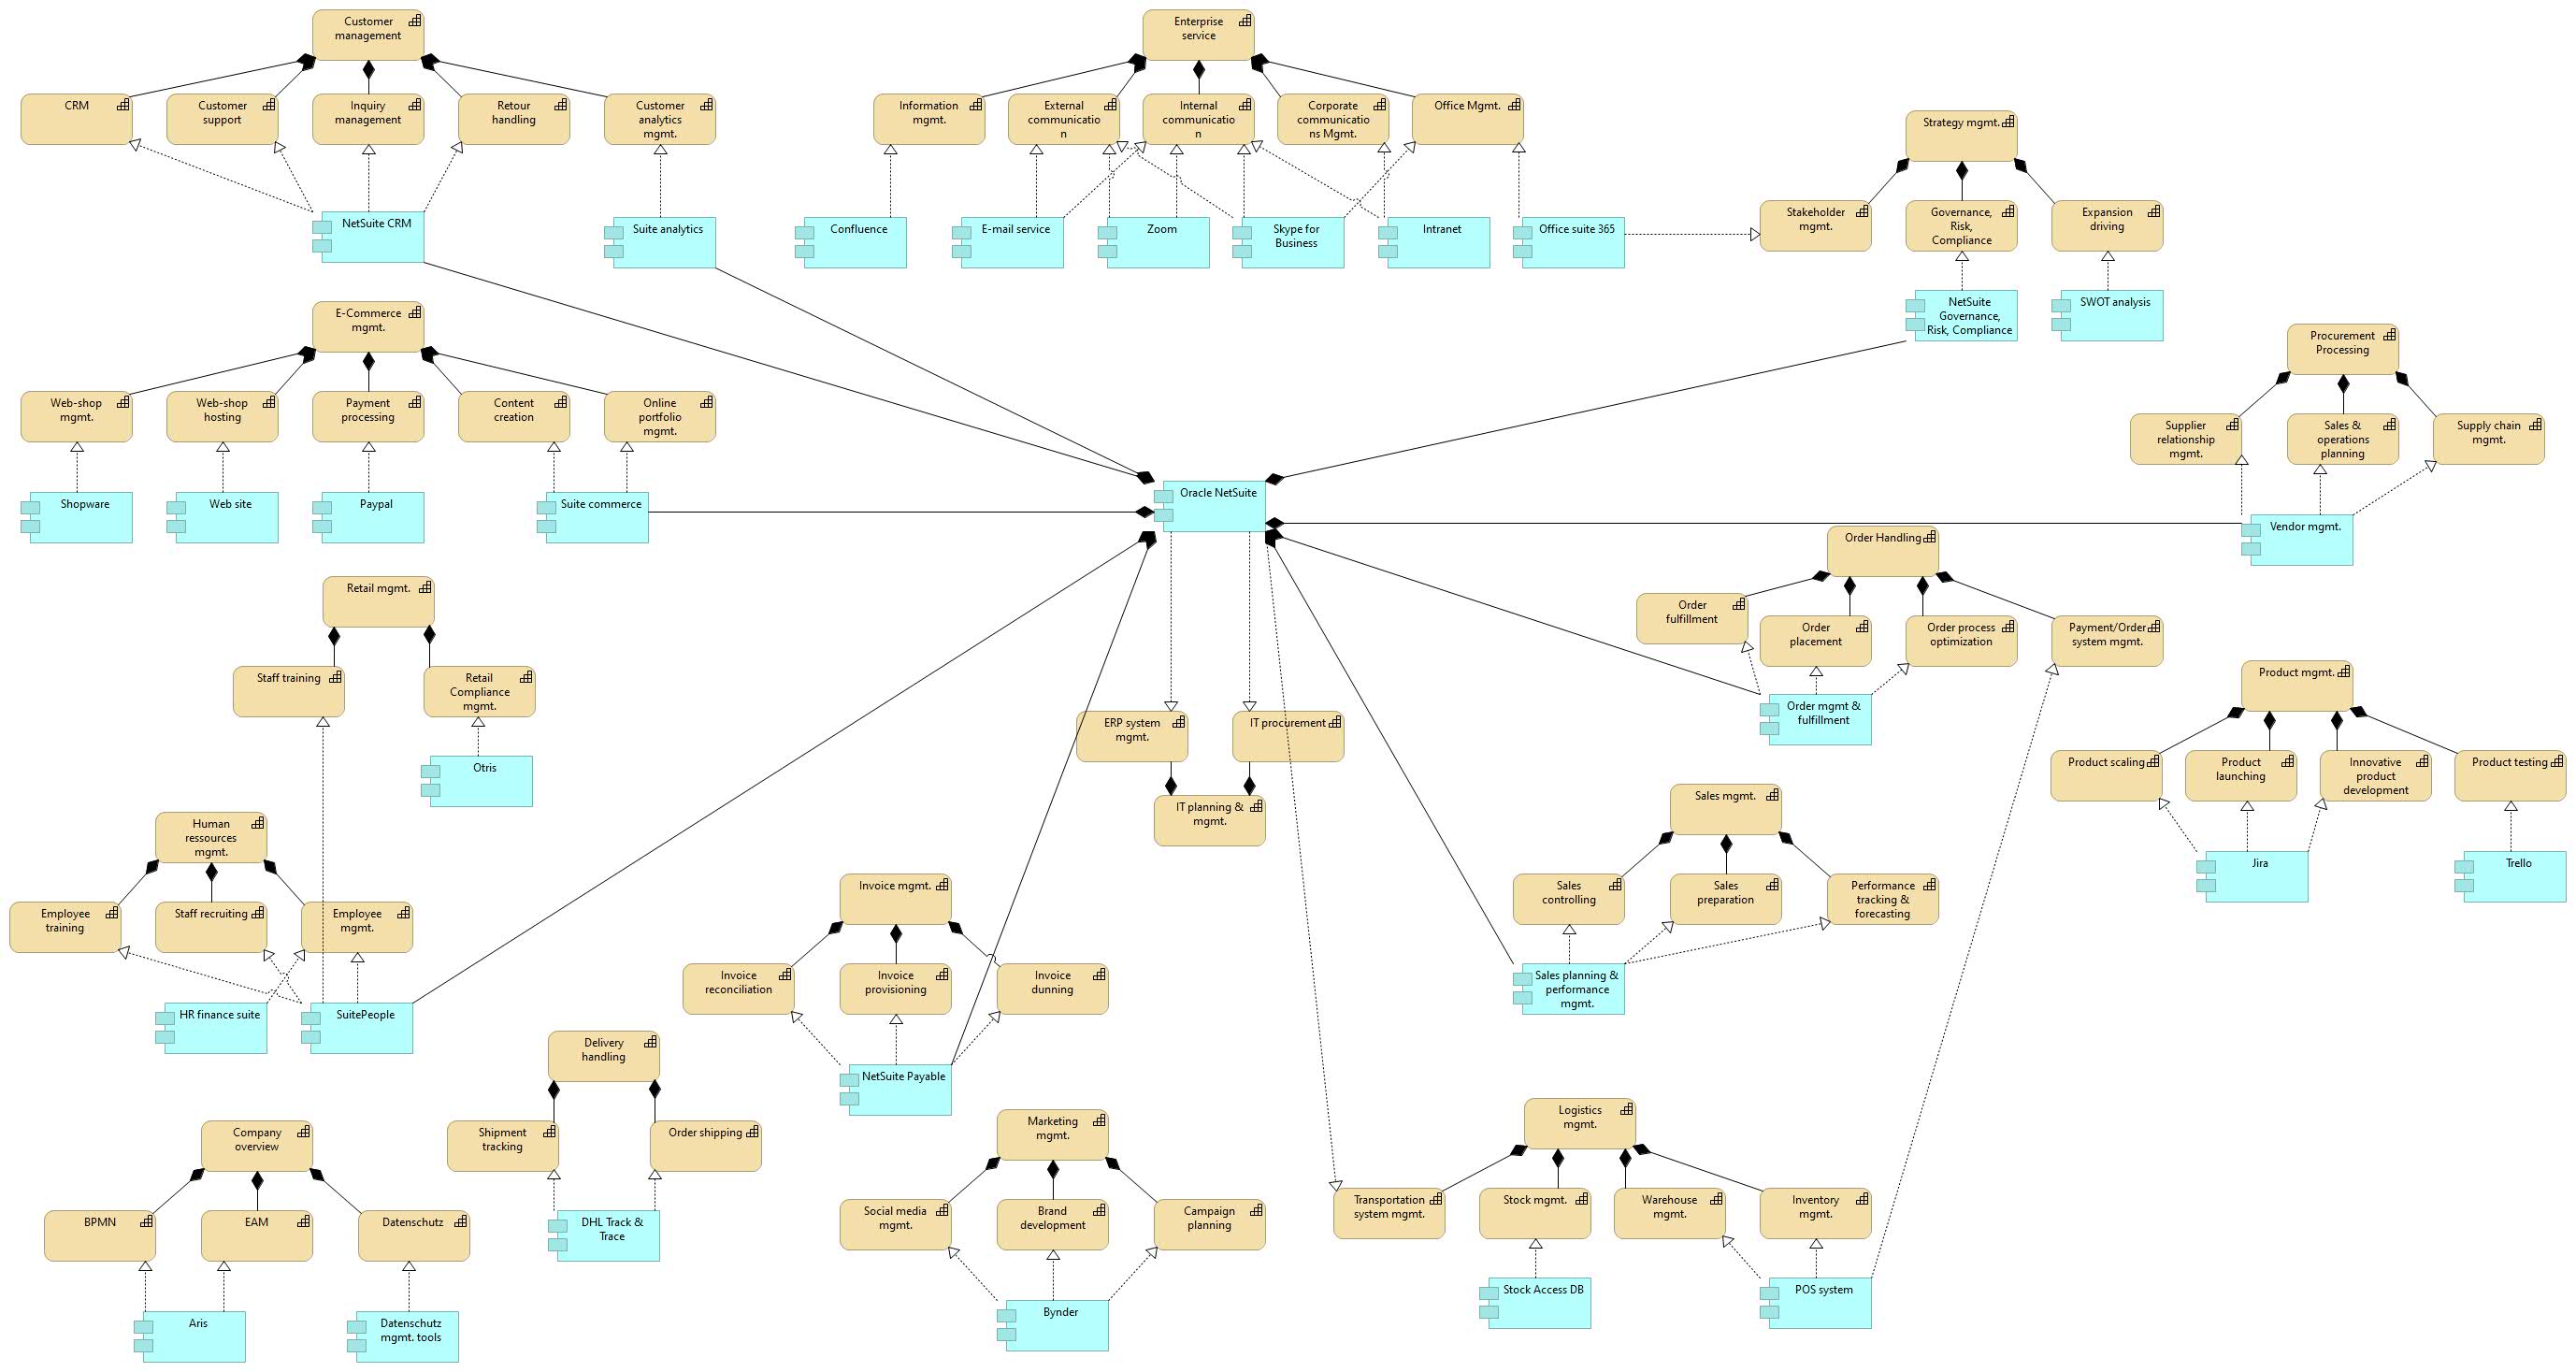 Customer
management
CRM
Customer
support
Inquiry
management
Retour
handling
Customer
analytics
mgmt.
NetSuite CRM
Suite analytics
Enterprise
service
Information
mgmt.
External
communicatio
n
Internal
communicatio
n
Corporate
communicatio
ns Mgmt.
Office Mgmt.
Confluence
E-mail service
Zoom
Skype for
Business
Intranet
Office suite 365
Strategy mgmt.
Stakeholder
mgmt.
Governance,
Risk,
Compliance
Expansion
driving
NetSuite
Governance,
Risk, Compliance
SWOT analysis
E-Commerce
mgmt.
Web-shop
mgmt.
Web-shop
hosting
Payment
processing
Content
creation
Online
portfolio
mgmt.
Shopware
Web site
Paypal
Suite commerce
Oracle NetSuite
Procurement
Processing
Supplier
relationship
mgmt.
Sales &
operations
planning
Supply chain
mgmt.
Vendor mgmt.
Order Handling
Order
fulfillment
Order
placement
Order process
optimization
Payment/Order
system mgmt.
Order mgmt &
fulfillment
Retail mgmt.
Staff training
Retail
Compliance
mgmt.
Otris
ERP system
mgmt.
IT procurement
IT planning &
mgmt.
Product mgmt.
Product scaling
Product
launching
Innovative
product
development
Product testing
Jira
Trello
Human
ressources
mgmt.
Employee
training
Staff recruiting
Employee
mgmt.
HR finance suite
SuitePeople
Invoice mgmt.
Invoice
reconciliation
Invoice
provisioning
Invoice
dunning
NetSuite Payable
Sales mgmt.
Sales
controlling
Sales
preparation
Performance
tracking &
forecasting
Sales planning &
performance
mgmt.
Delivery
handling
Shipment
tracking
Order shipping
DHL Track &
Trace
Company
overview
BPMN
EAM
Datenschutz
Aris
Datenschutz
mgmt. tools
Marketing
mgmt.
Social media
mgmt.
Brand
development
Campaign
planning
Bynder
Logistics
mgmt.
Transportation
system mgmt.
Stock mgmt.
Warehouse
mgmt.
Inventory
mgmt.
Stock Access DB
POS system